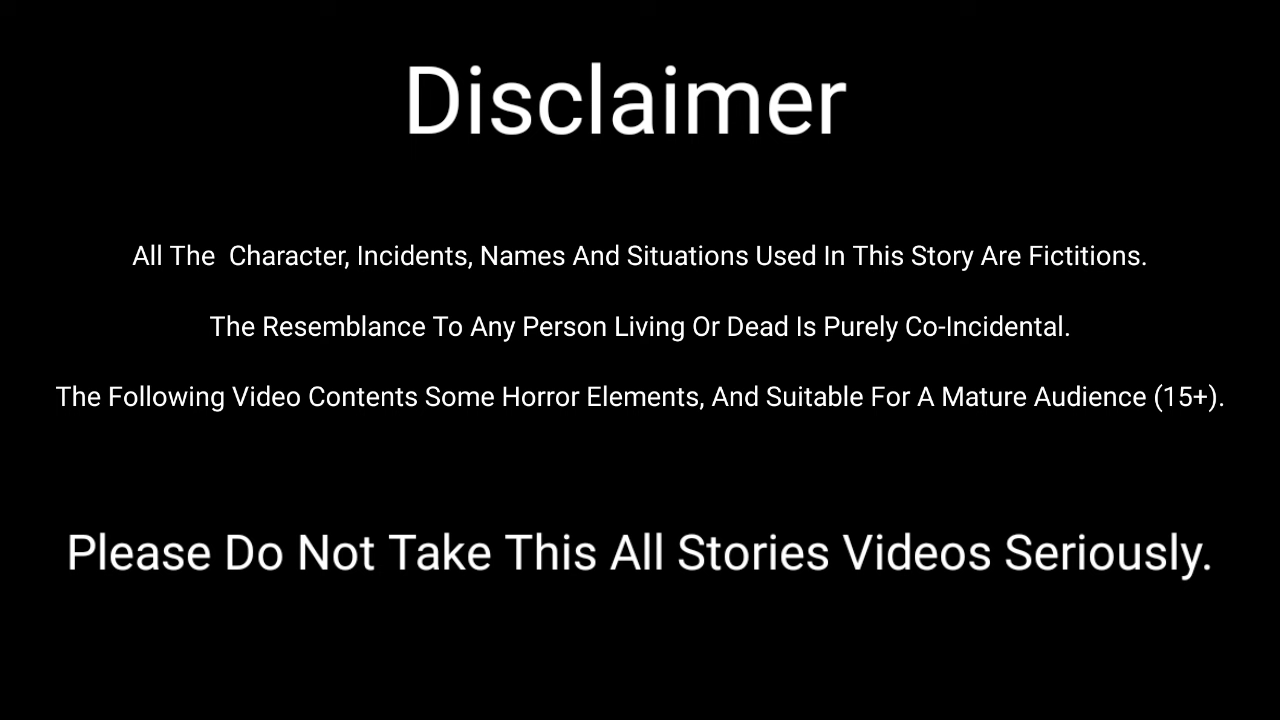 Disclaimer
All The  Character, Incidents, Names And Situations Used In This Story Are Fictitions.
The Resemblance To Any Person Living Or Dead Is Purely Co-Incidental.
The Following Video Contents Some Horror Elements, And Suitable For A Mature Audience (15+).
Please Do Not Take This All Stories Videos Seriously.